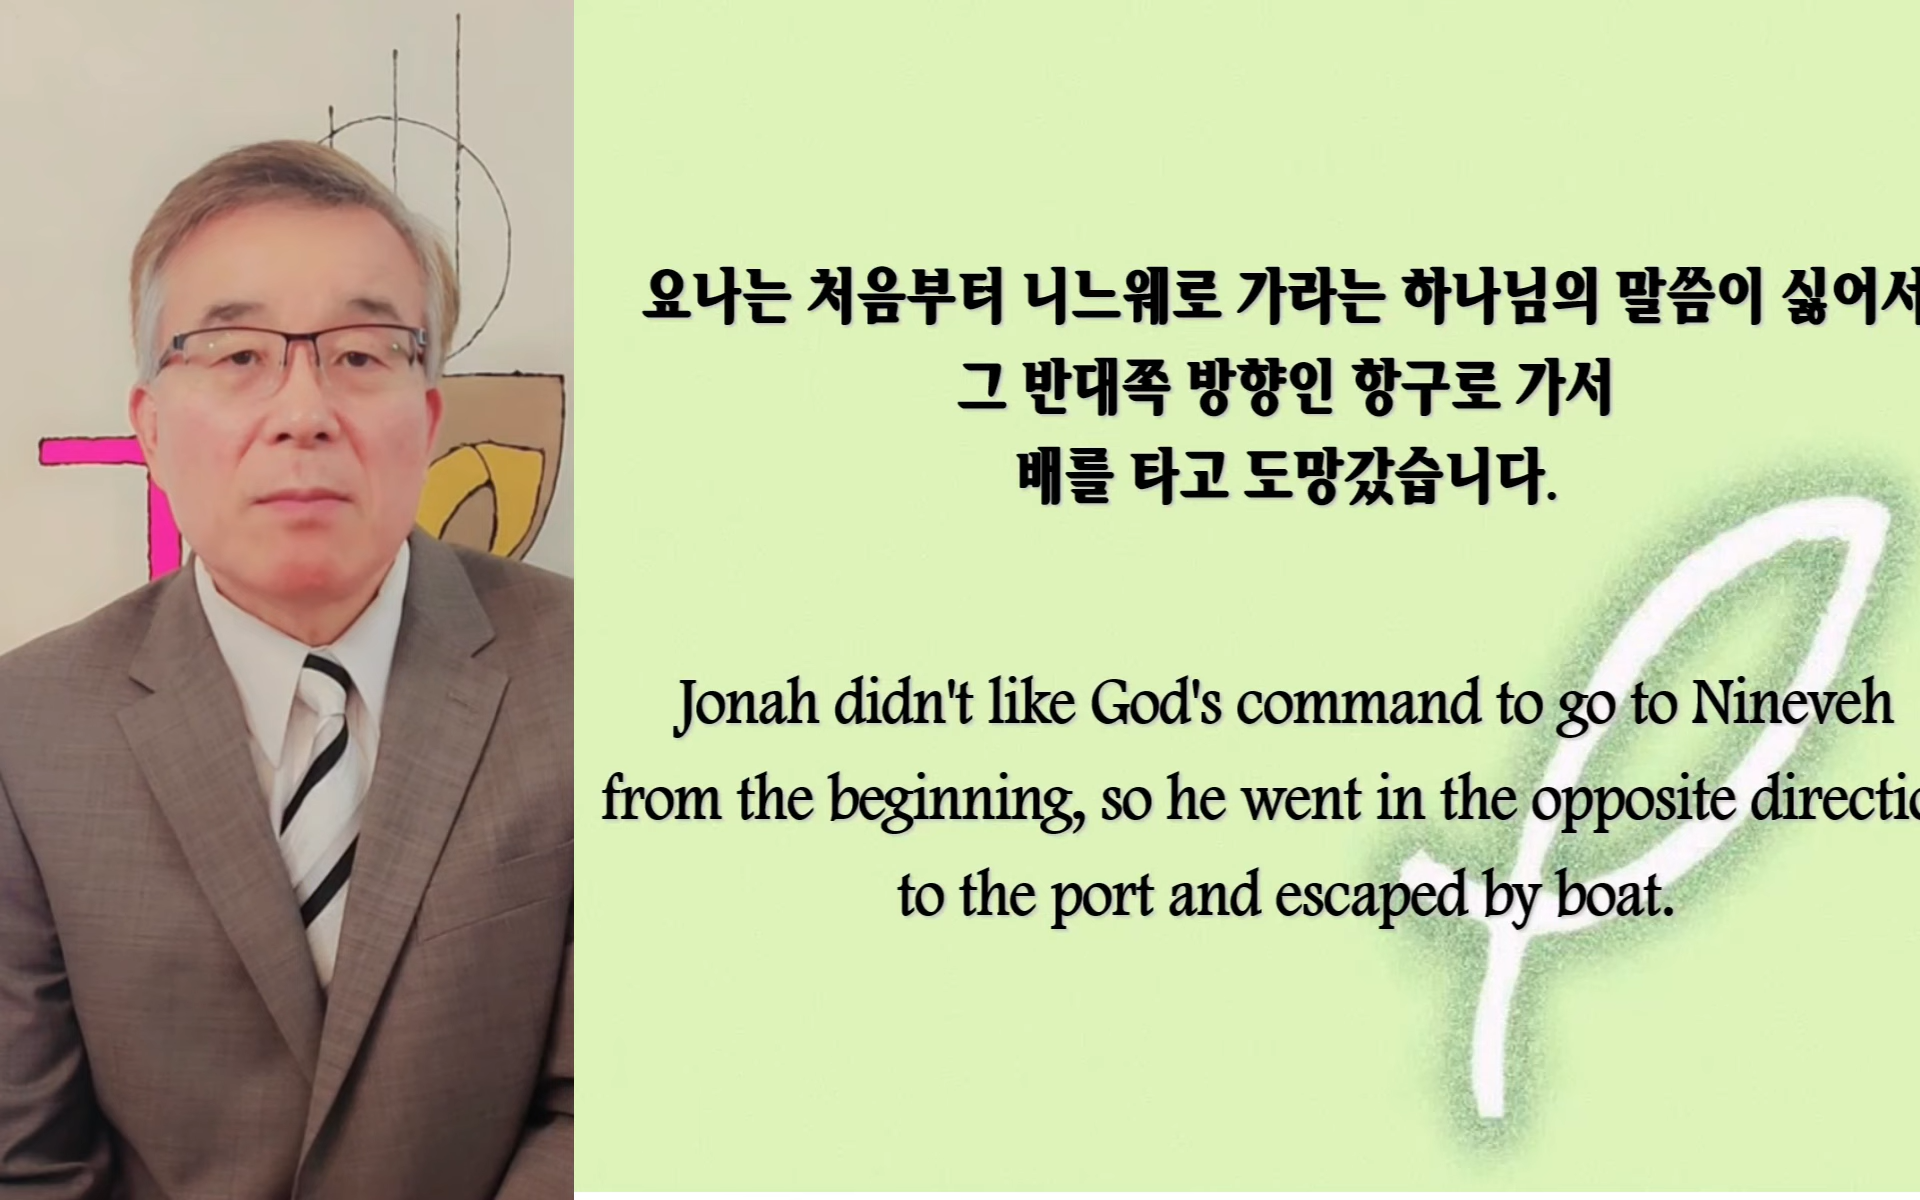 요나는 처음부터 니느웨로 가라는 하나님의 말씀이 싫어서
그 반대쪽 방향인 항구로 가서
배를 타고 도망갔습니다.
Jonah didn't like God's command to go to Nineveh
from the beginning, so he went in the opposite
to the port and escaped by boat.